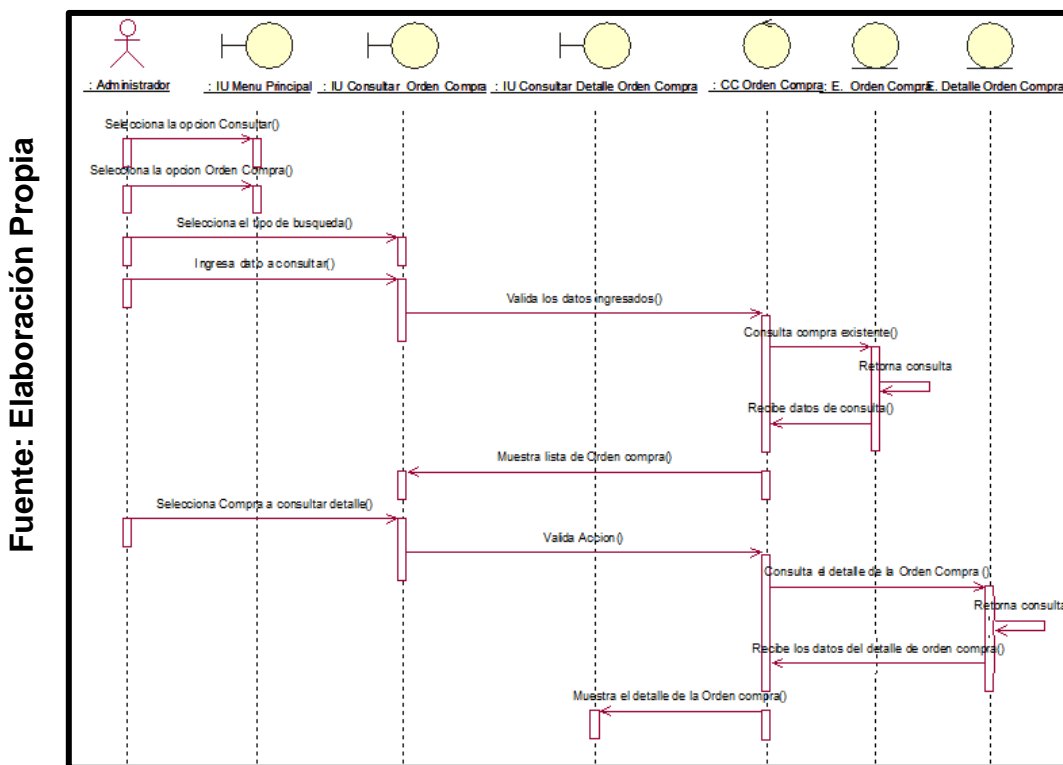 Fuente: Elaboración Propia
: Administrador
: IU Menu Principal
: IU Consultar Orden Compra
: IU Consultar Detalle Orden Compra
: CC Orden Compra
: E. Orden Compra
E. Detalle Orden Compra
Selecciona la opcion Consultar()
Selecciona la opcion Orden Compra()
Selecciona el tipo de busqueda()
Ingresa dato a consultar()
Valida los datos ingresados()
Consulta compra existente()
Retorna consulta
Recibe datos de consulta()
Muestra lista de Orden compra()
Selecciona Compra a consultar detalle()
Valida Accion()
Consulta el detalle de la Orden Compra ()
Retorna consulta
Recibe los datos del detalle de orden compra()
Muestra el detalle de la Orden compra()